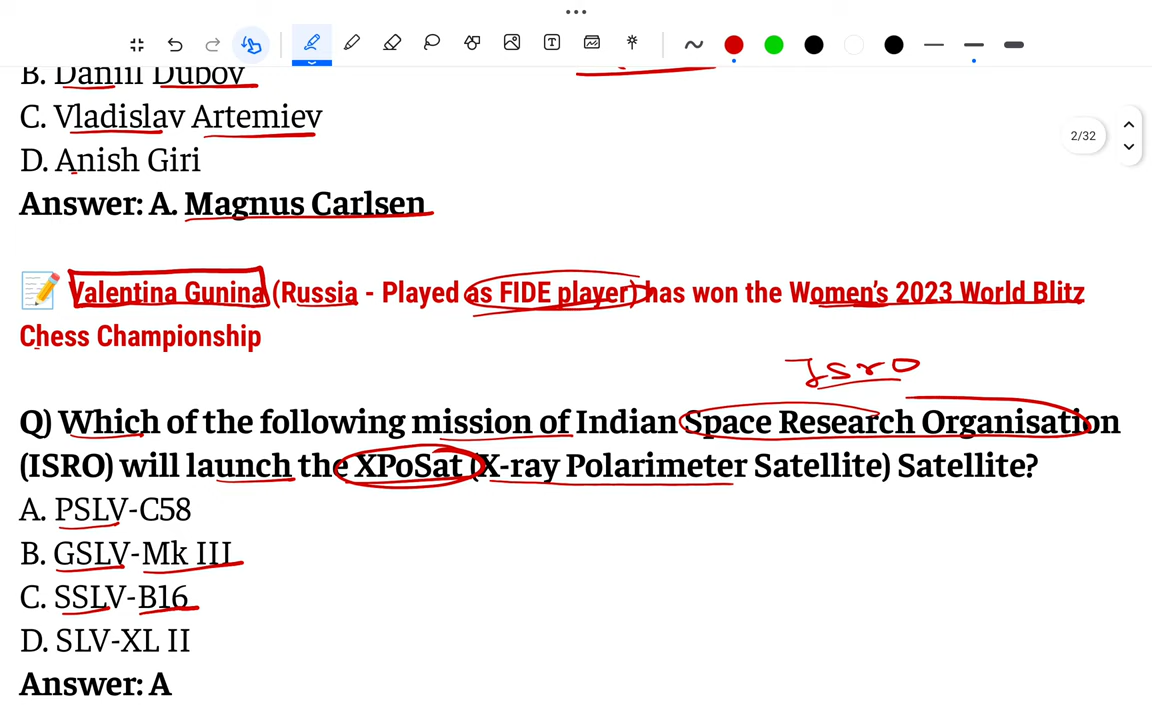 B. Daniil Dubov
C. Vladislav Artemiev
2/32
D. Anish Giri
Answer: A. Magnus Carlsen
Valentina Gunina (Russia - Played as FIDE player) has won the Women's 2023 World Blitz
Chess Championship
Isro
Q) Which of the following mission of Indian Space Research Organisation
(ISRO) will launch the XPoSat (X-ray Polarimeter Satellite) Satellite?
A. PSLV-C58
B. GSLV-Mk III
C. SSLV-B16
D. SLV-XL II
Answer: A